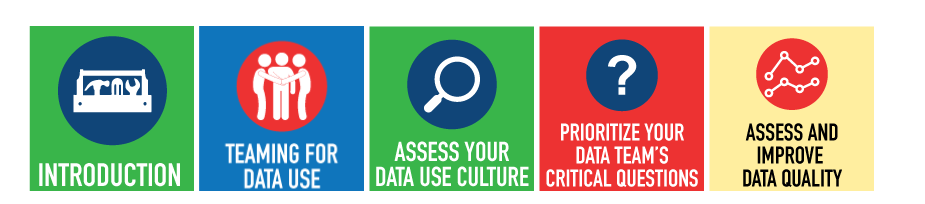 INTRODUCTION
TEAMING FOR
DATA USE
ASSESS YOUR
DATA USE CULTURE
?
PRIORITIZE YOUR
DATA TEAM'S
CRITICAL QUESTIONS
ASSESS AND
IMPROVE
DATA QUALITY